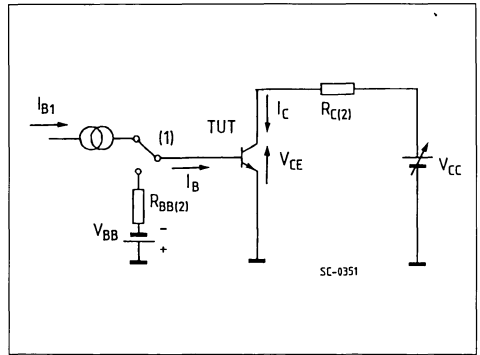 I_B1
(1)
TUT
I_C
R_C(2)
V_CE
V_CC
I_B
R_BB(2)
V_BB
-
+
SC-0351